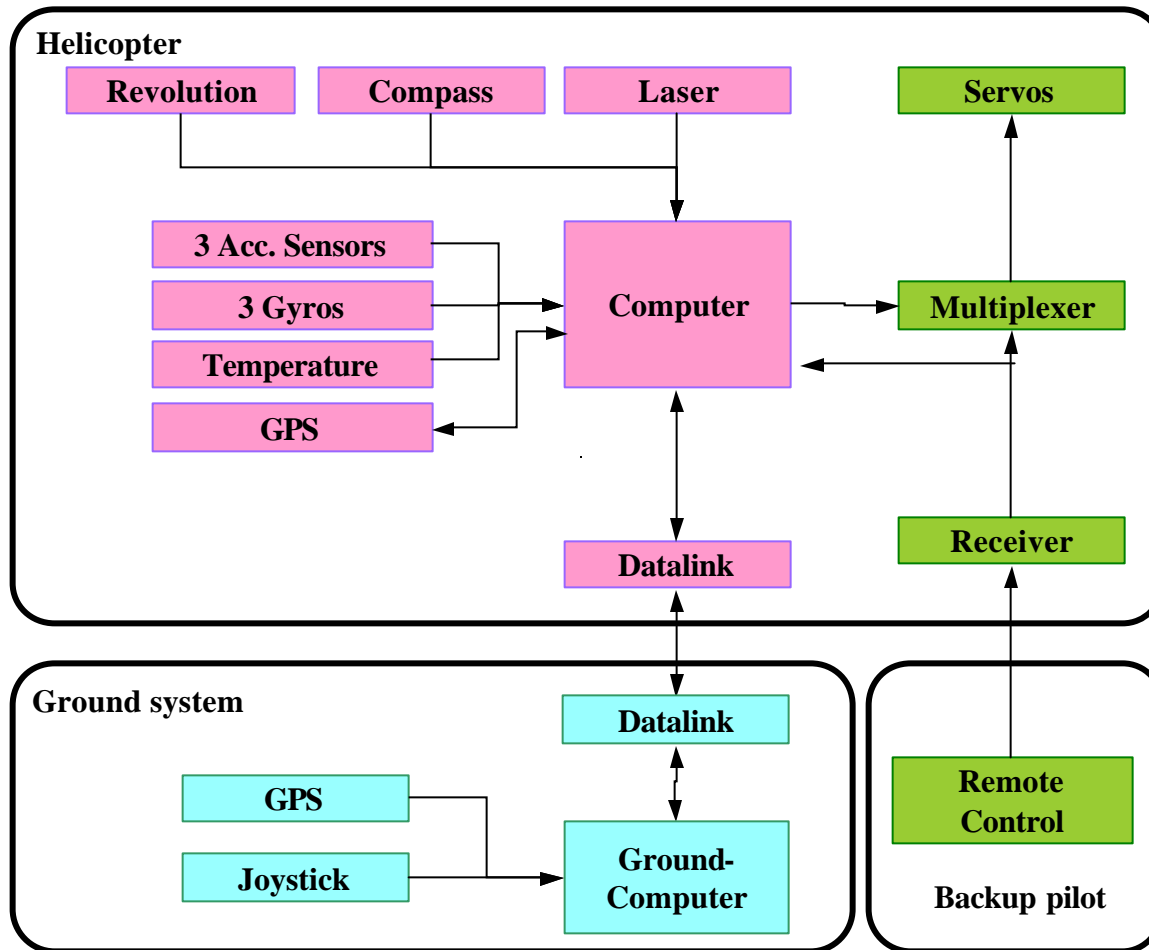 Helicopter
Revolution
Compass
Laser
Servos
3 Acc. Sensors
3 Gyros
Temperature
GPS
Computer
Multiplexer
Datalink
Receiver
Ground system
Datalink
GPS
Joystick
Ground-
Computer
Remote
Control
Backup pilot